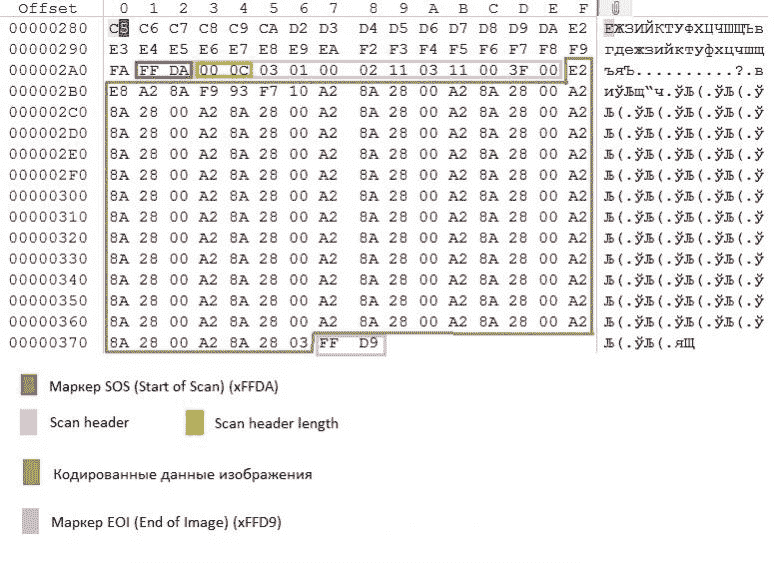 Offset 0 1 2 3 4 5 6 7 8 9 A B C D E F
00000280 C5 C6 C7 C8 C9 CA D2 D3 D4 D5 D6 D7 D8 D9 DA E2 ЕЖЗИЙКТУФХЦЧШЩЪв
00000290 E3 E4 E5 E6 E7 E8 E9 EA F2 F3 F4 F5 F6 F7 F8 F9 гдежзийктуфхцчшщ
000002A0 FA FF DA 00 0C 03 01 00 02 11 03 11 00 3F 00 E2 ъяЪ..........?.в
000002B0 E8 A2 8A F9 93 F7 10 A2 8A 28 00 A2 8A 28 00 A2 иўЉщ“ч.ўЉ(.ўЉ(.ў
000002C0 8A 28 00 A2 8A 28 00 A2 8A 28 00 A2 8A 28 00 A2 Љ(.ўЉ(.ўЉ(.ўЉ(.ў
000002D0 8A 28 00 A2 8A 28 00 A2 8A 28 00 A2 8A 28 00 A2 Љ(.ўЉ(.ўЉ(.ўЉ(.ў
000002E0 8A 28 00 A2 8A 28 00 A2 8A 28 00 A2 8A 28 00 A2 Љ(.ўЉ(.ўЉ(.ўЉ(.ў
000002F0 8A 28 00 A2 8A 28 00 A2 8A 28 00 A2 8A 28 00 A2 Љ(.ўЉ(.ўЉ(.ўЉ(.ў
00000300 8A 28 00 A2 8A 28 00 A2 8A 28 00 A2 8A 28 00 A2 Љ(.ўЉ(.ўЉ(.ўЉ(.ў
00000310 8A 28 00 A2 8A 28 00 A2 8A 28 00 A2 8A 28 00 A2 Љ(.ўЉ(.ўЉ(.ўЉ(.ў
00000320 8A 28 00 A2 8A 28 00 A2 8A 28 00 A2 8A 28 00 A2 Љ(.ўЉ(.ўЉ(.ўЉ(.ў
00000330 8A 28 00 A2 8A 28 00 A2 8A 28 00 A2 8A 28 00 A2 Љ(.ўЉ(.ўЉ(.ўЉ(.ў
00000340 8A 28 00 A2 8A 28 00 A2 8A 28 00 A2 8A 28 00 A2 Љ(.ўЉ(.ўЉ(.ўЉ(.ў
00000350 8A 28 00 A2 8A 28 00 A2 8A 28 00 A2 8A 28 00 A2 Љ(.ўЉ(.ўЉ(.ўЉ(.ў
00000360 8A 28 00 A2 8A 28 00 A2 8A 28 00 A2 8A 28 00 A2 Љ(.ўЉ(.ўЉ(.ўЉ(.ў
00000370 8A 28 00 A2 8A 28 03 FF D9 Љ(.ўЉ(.яЩ
Маркер SOS (Start of Scan) (xFFDA)
Scan header Scan header length
Кодированные данные изображения
Маркер EOI (End of Image) (xFFD9)